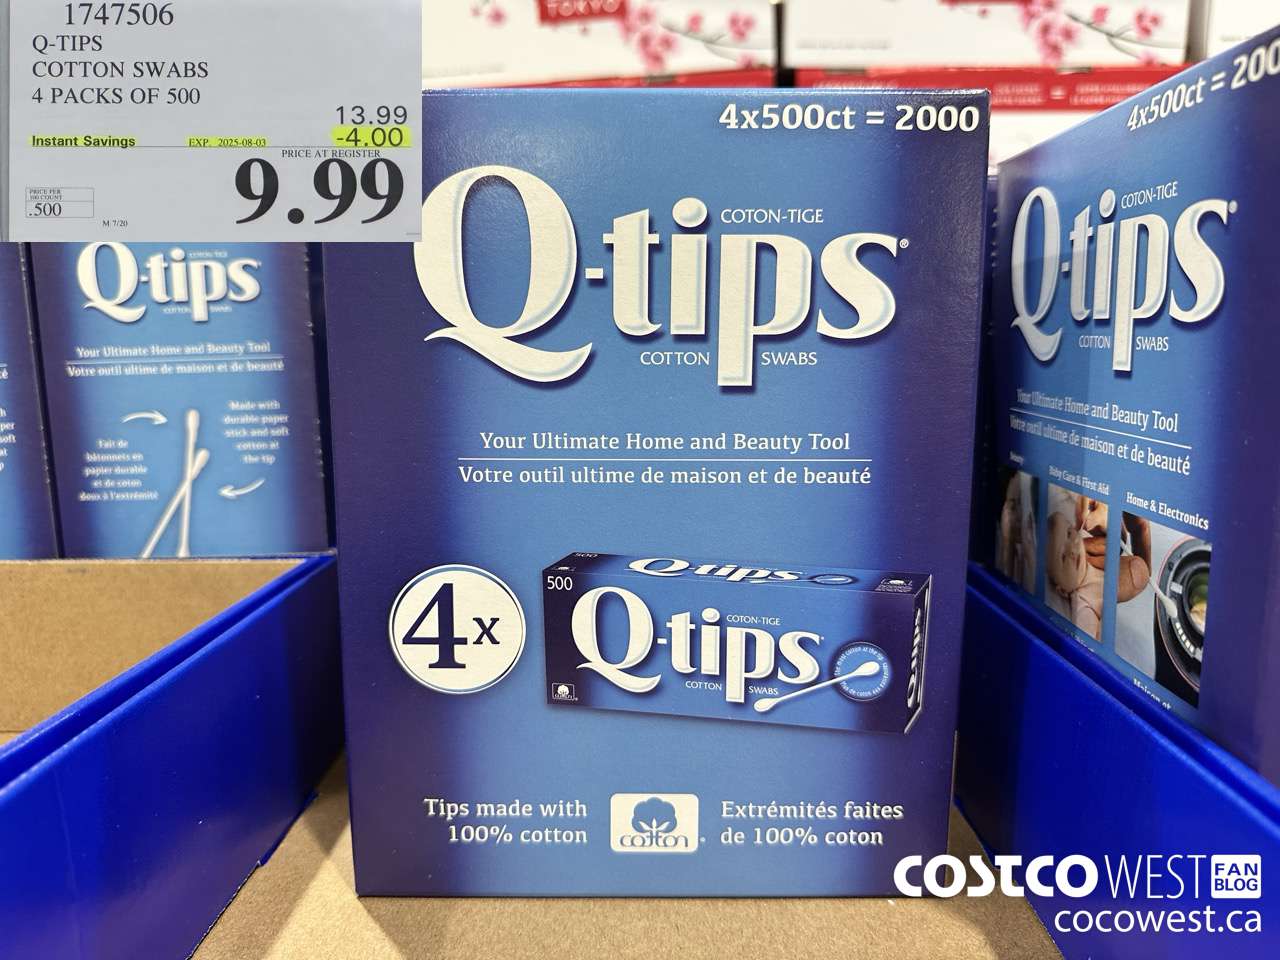 1747506
Q-TIPS
COTTON SWABS
4 PACKS OF 500
13.99
Instant Savings EXP. 2025-08-03 -4.00
PRICE AT REGISTER
9.99
PRICE PER
100 COUNT
.500
M 7/20
TOKYO
4x500ct = 2000
COTON-TIGE
Q-tips®
COTTON SWABS
Your Ultimate Home and Beauty Tool
Votre outil ultime de maison et de beauté
4x
500
500
Q-tips
COTON-TIGE
Q-tips
COTTON SWABS
Q-tips
cotton
Tips made with
100% cotton
cotton
Extrémités faites
de 100% coton
COTON-TIGE
Q-tips
COTTON SWABS
Your Ultimate Home and Beauty Tool
Votre outil ultime de maison et de beauté
Made with
durable paper
stick and soft
cotton at
the tip
Fait de
bâtonnets en
papier durable
et de coton
doux à l'extrémité
4x500ct = 200
COTON-TIGE
Q-tips
COTTON SWABS
Your Ultimate Home and Beauty Tool
Votre outil ultime de maison et de beauté
Baby Care & First Aid
Home & Electronics
Maison et
COSTCO WEST FAN
BLOG
cocowest.ca